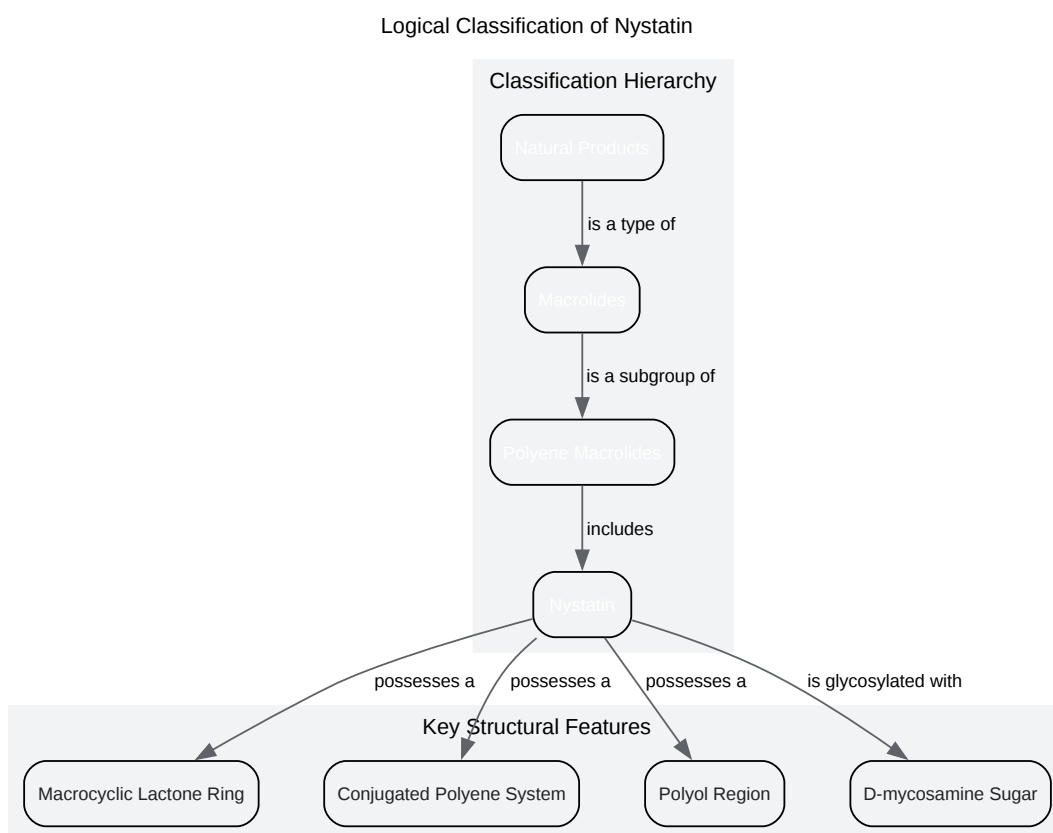 Logical Classification of Nystatin
Classification Hierarchy
Natural Products
is a type of
Macrolides
is a subgroup of
Polyene Macrolides
includes
Nystatin
possesses a
possesses a
possesses a
is glycosylated with
Key Structural Features
Macrocyclic Lactone Ring
Conjugated Polyene System
Polyol Region
D-mycosamine Sugar